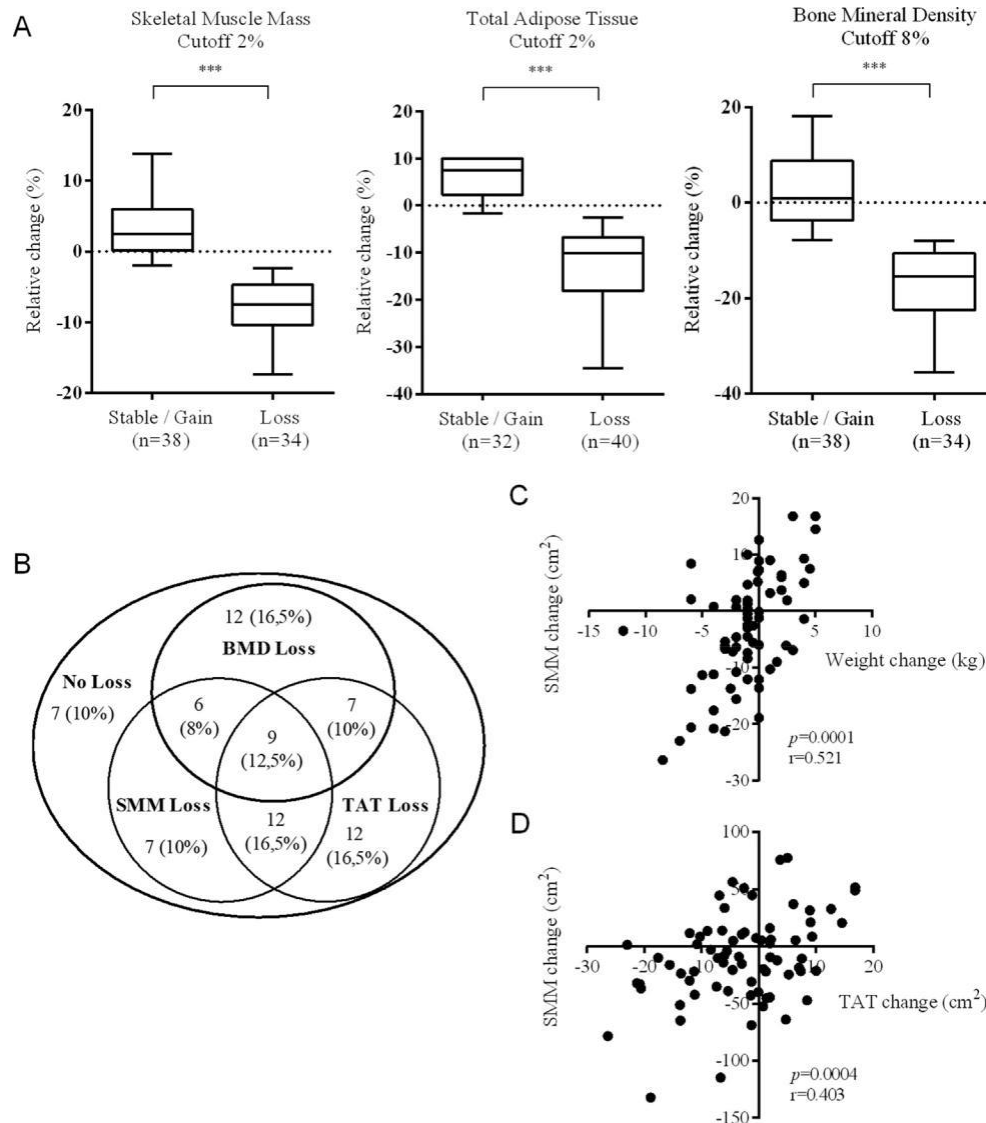 A
Skeletal Muscle Mass
Cutoff 2%
***
Relative change (%)
20
10
0
-10
-20
Stable / Gain
(n=38)
Loss
(n=34)
Total Adipose Tissue
Cutoff 2%
***
Relative change (%)
20
10
0
-10
-20
-30
-40
Stable / Gain
(n=32)
Loss
(n=40)
Bone Mineral Density
Cutoff 8%
***
Relative change (%)
20
0
-20
-40
Stable / Gain
(n=38)
Loss
(n=34)
B
12 (16,5%)
BMD Loss
No Loss
7 (10%)
6
(8%)
7
(10%)
9
(12,5%)
SMM Loss
TAT Loss
7 (10%)
12
(16,5%)
12
(16,5%)
C
SMM change (cm²)
20
10
-10
-20
-30
-15
-10
-5
0
5
10
Weight change (kg)
p=0.0001
r=0.521
D
SMM change (cm²)
100
50
-50
-100
-150
-30
-20
-10
0
10
20
TAT change (cm²)
p=0.0004
r=0.403